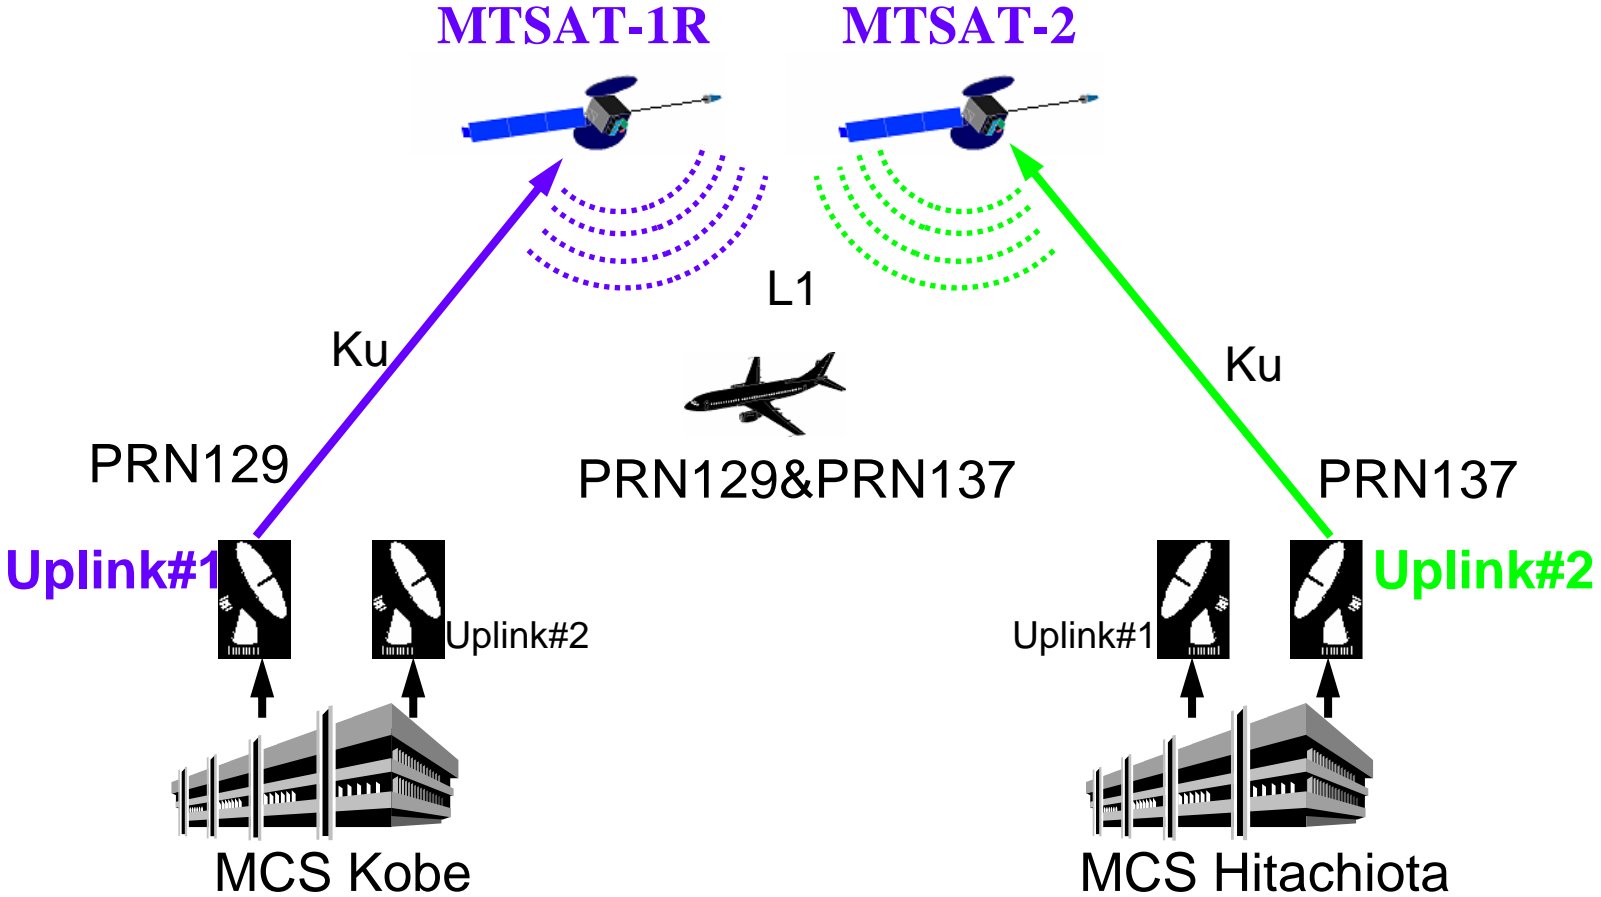 MTSAT-1R
MTSAT-2
L1
Ku
Ku
PRN129
PRN129&PRN137
PRN137
Uplink#1
Uplink#2
Uplink#1
Uplink#2
MCS Kobe
MCS Hitachiota